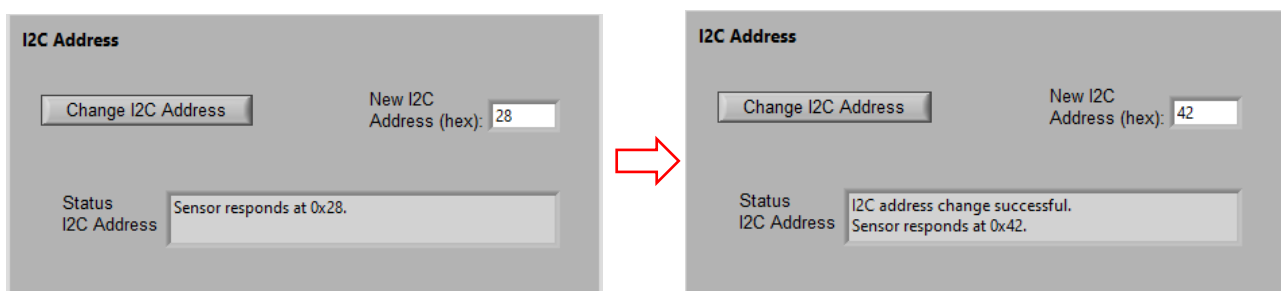 I2C Address
Change I2C Address
New I2C
Address (hex):
28
Status
I2C Address
Sensor responds at 0x28.
I2C Address
Change I2C Address
New I2C
Address (hex):
42
Status
I2C Address
I2C address change successful.
Sensor responds at 0x42.